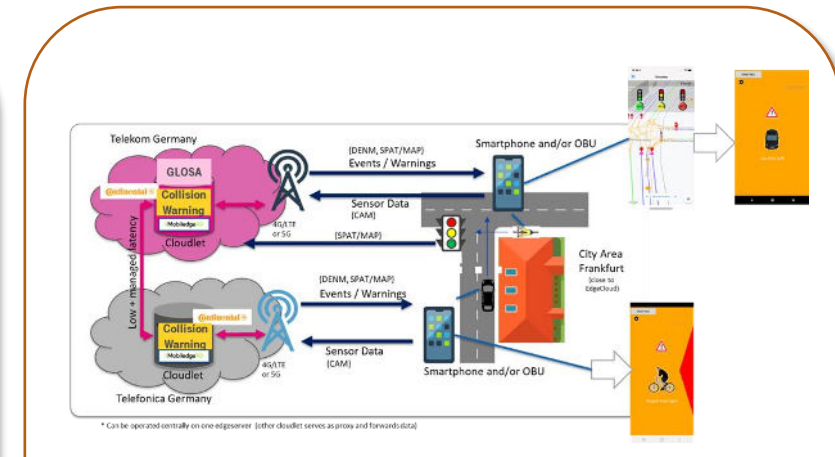 Telekom Germany
GLOSA
Continental
Collision
Warning
MobiledgeX
Cloudlet
4G/LTE
or 5G
(DENM, SPAT/MAP)
Events / Warnings
Sensor Data
(CAM)
(SPAT/MAP)
Smartphone and/or OBU
City Area
Frankfurt
(close to
EdgeCloud)
Low + managed latency
Continental
Collision
Warning
MobiledgeX
Cloudlet
Telefonica Germany
4G/LTE
or 5G
(DENM, SPAT/MAP)
Events / Warnings
Sensor Data
(CAM)
Smartphone and/or OBU
* Can be operated centrally on one edgeserver (other cloudlet serves as proxy and forwards data)